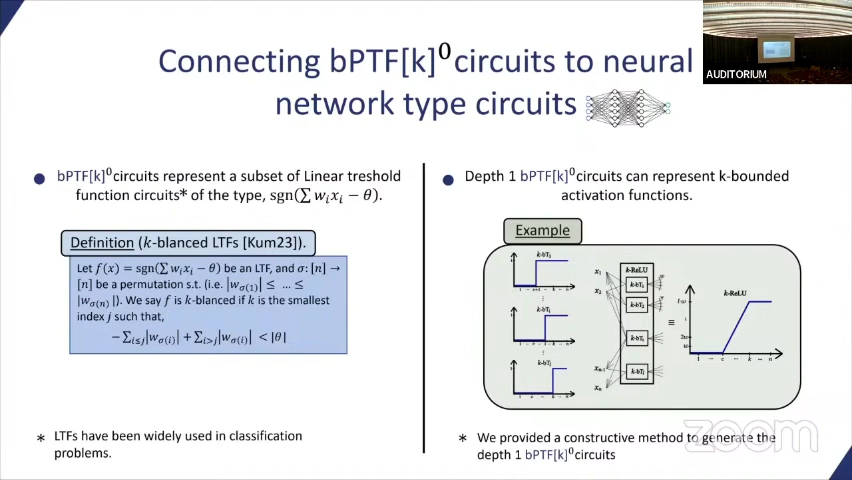 Connecting bPTF[k]⁰circuits to neural
network type circuits
AUDITORIUM
bPTF[k]⁰circuits represent a subset of Linear treshold
function circuits* of the type, sgn(∑ wᵢxᵢ − θ).
Definition (k-blanced LTFs [Kum23]).
Let f(x) = sgn(∑ wᵢxᵢ − θ) be an LTF, and σ: [n] →
[n] be a permutation s.t. (i.e. |w_σ(1)| ≤ … ≤
|w_σ(n)|). We say f is k-blanced if k is the smallest
index j such that,
− ∑ᵢ≤ⱼ|w_σ(i)| + ∑ᵢ>ⱼ|w_σ(i)| < |θ|
* LTFs have been widely used in classification
problems.
Depth 1 bPTF[k]⁰circuits can represent k-bounded
activation functions.
Example
k-ReLU
k-ReLU
≡
* We provided a constructive method to generate the
depth 1 bPTF[k]⁰circuits
zoom